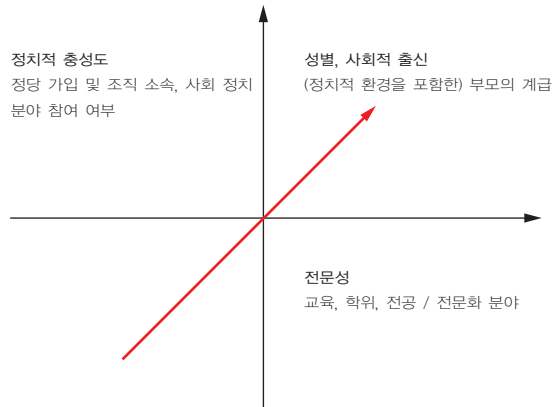 정치적 충성도
정당 가입 및 조직 소속, 사회 정치
분야 참여 여부
성별, 사회적 출신
(정치적 환경을 포함한) 부모의 계급
전문성
교육, 학위, 전공 / 전문화 분야